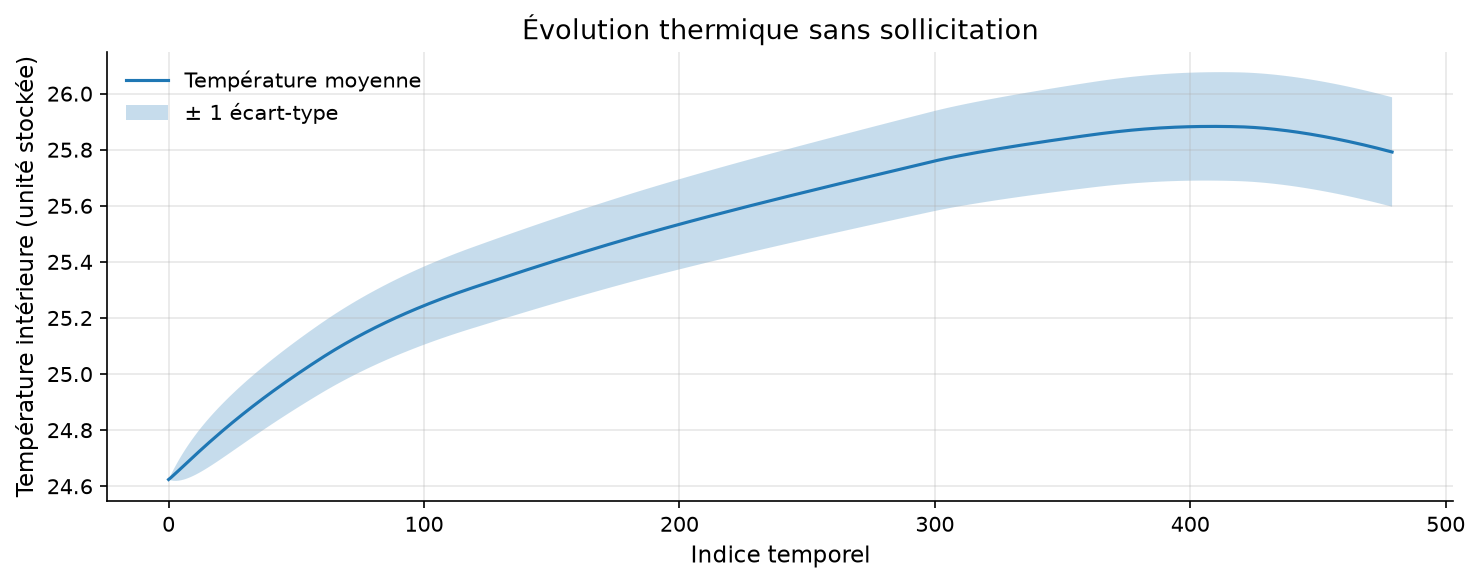 Évolution thermique sans sollicitation
Température moyenne
± 1 écart-type
Température intérieure (unité stockée)
26.0
25.8
25.6
25.4
25.2
25.0
24.8
24.6
0
100
200
300
400
500
Indice temporel